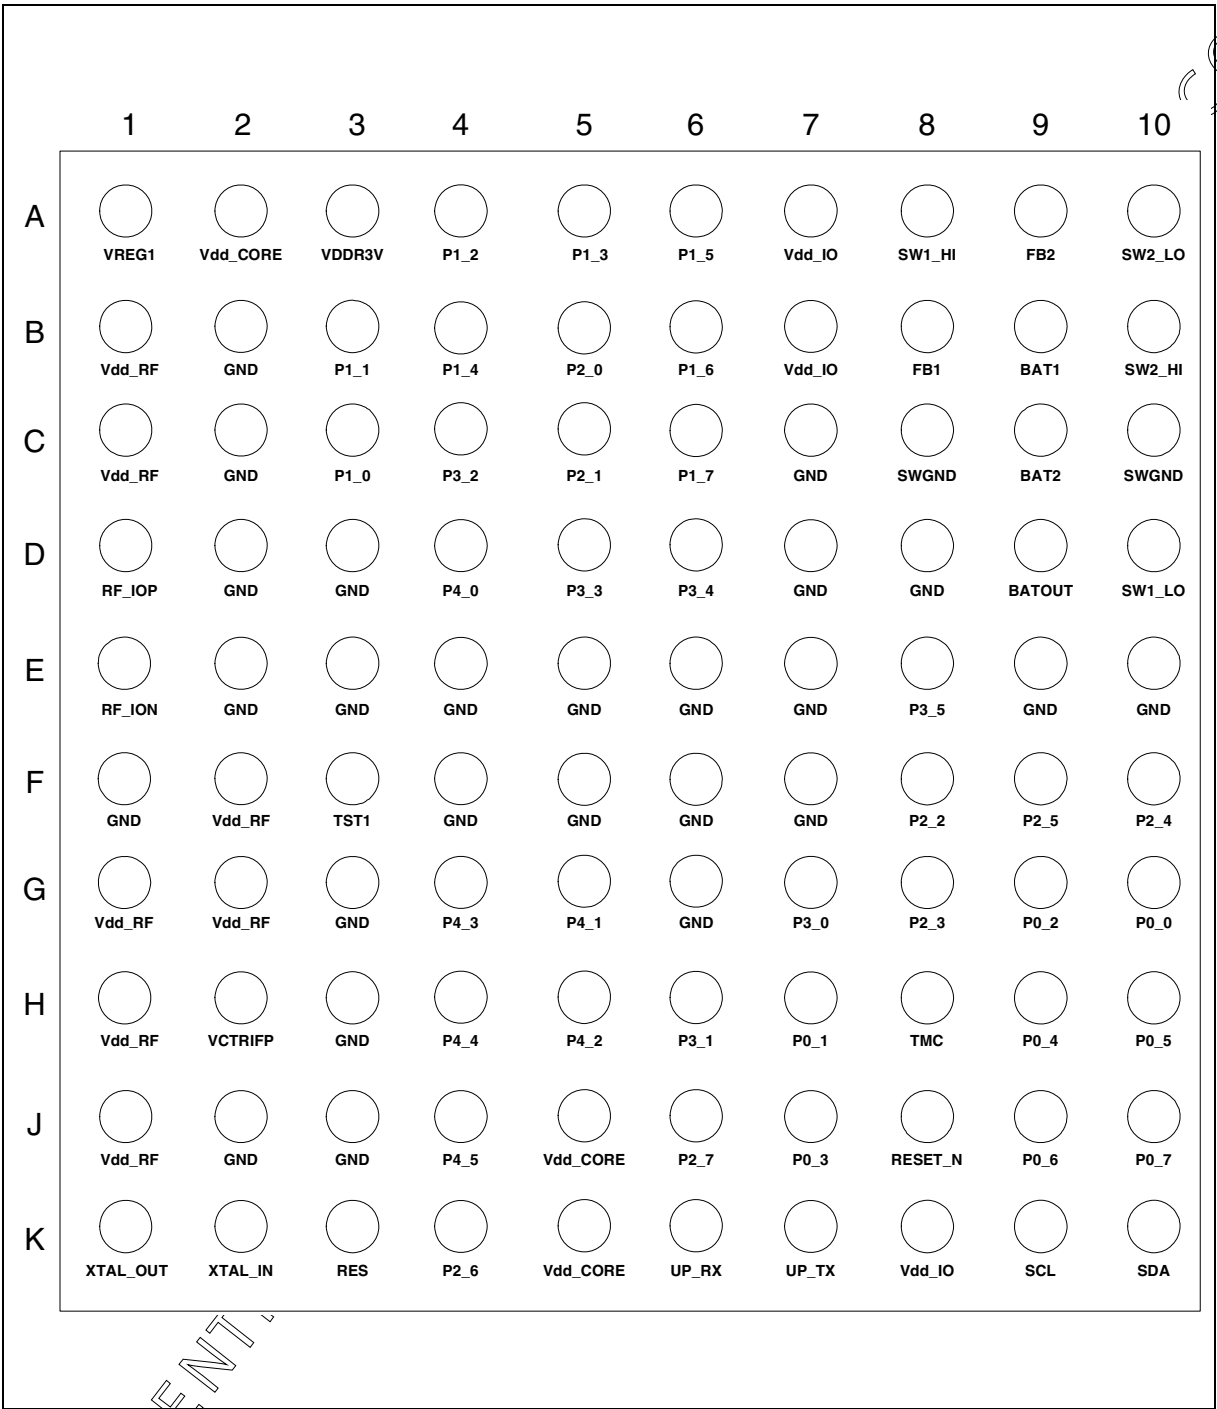 1 2 3 4 5 6 7 8 9 10
A
VREG1 Vdd_CORE VDDR3V P1_2 P1_3 P1_5 Vdd_IO SW1_HI FB2 SW2_LO
B
Vdd_RF GND P1_1 P1_4 P2_0 P1_6 Vdd_IO FB1 BAT1 SW2_HI
C
Vdd_RF GND P1_0 P3_2 P2_1 P1_7 GND SWGND BAT2 SWGND
D
RF_IOP GND GND P4_0 P3_3 P3_4 GND GND BATOUT SW1_LO
E
RF_ION GND GND GND GND GND GND P3_5 GND GND
F
GND Vdd_RF TST1 GND GND GND GND P2_2 P2_5 P2_4
G
Vdd_RF Vdd_RF GND P4_3 P4_1 GND P3_0 P2_3 P0_2 P0_0
H
Vdd_RF VCTRIFP GND P4_4 P4_2 P3_1 P0_1 TMC P0_4 P0_5
J
Vdd_RF GND GND P4_5 Vdd_CORE P2_7 P0_3 RESET_N P0_6 P0_7
K
XTAL_OUT XTAL_IN RES P2_6 Vdd_CORE UP_RX UP_TX Vdd_IO SCL SDA